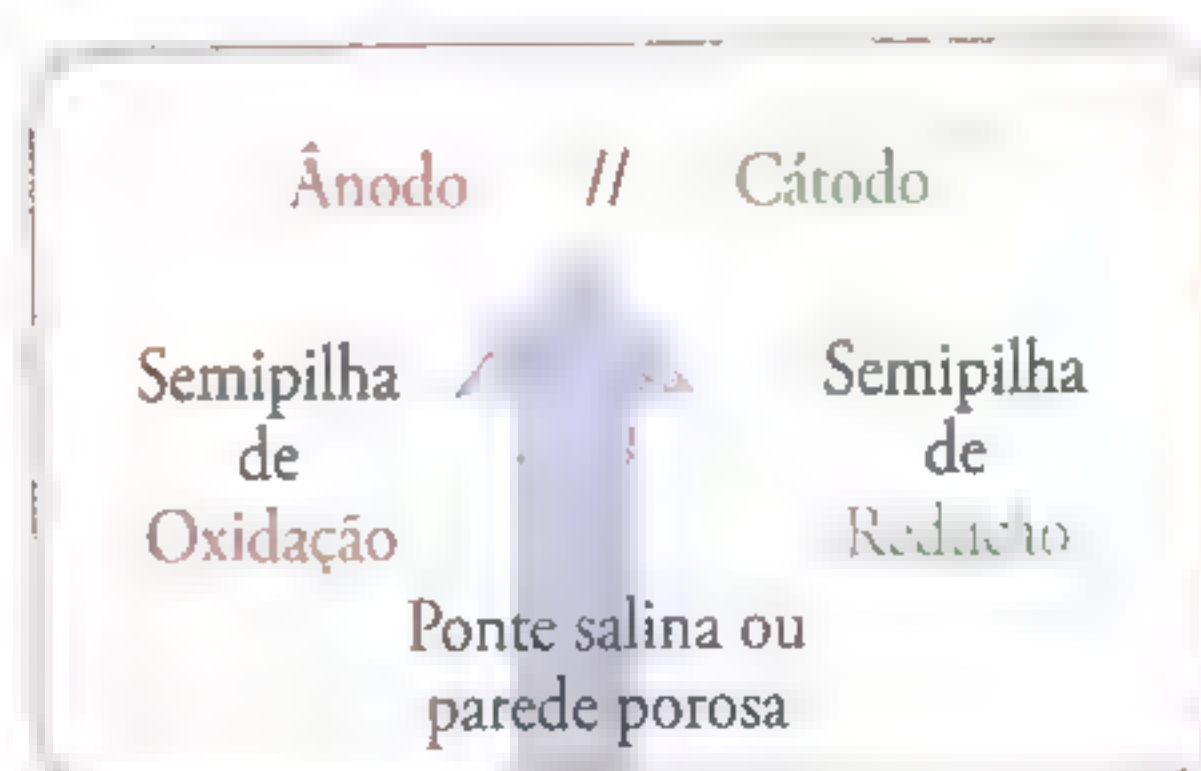 Ânodo // Cátodo
Semipilha
de
Oxidação
Semipilha
de
Ponte salina ou
parede porosa